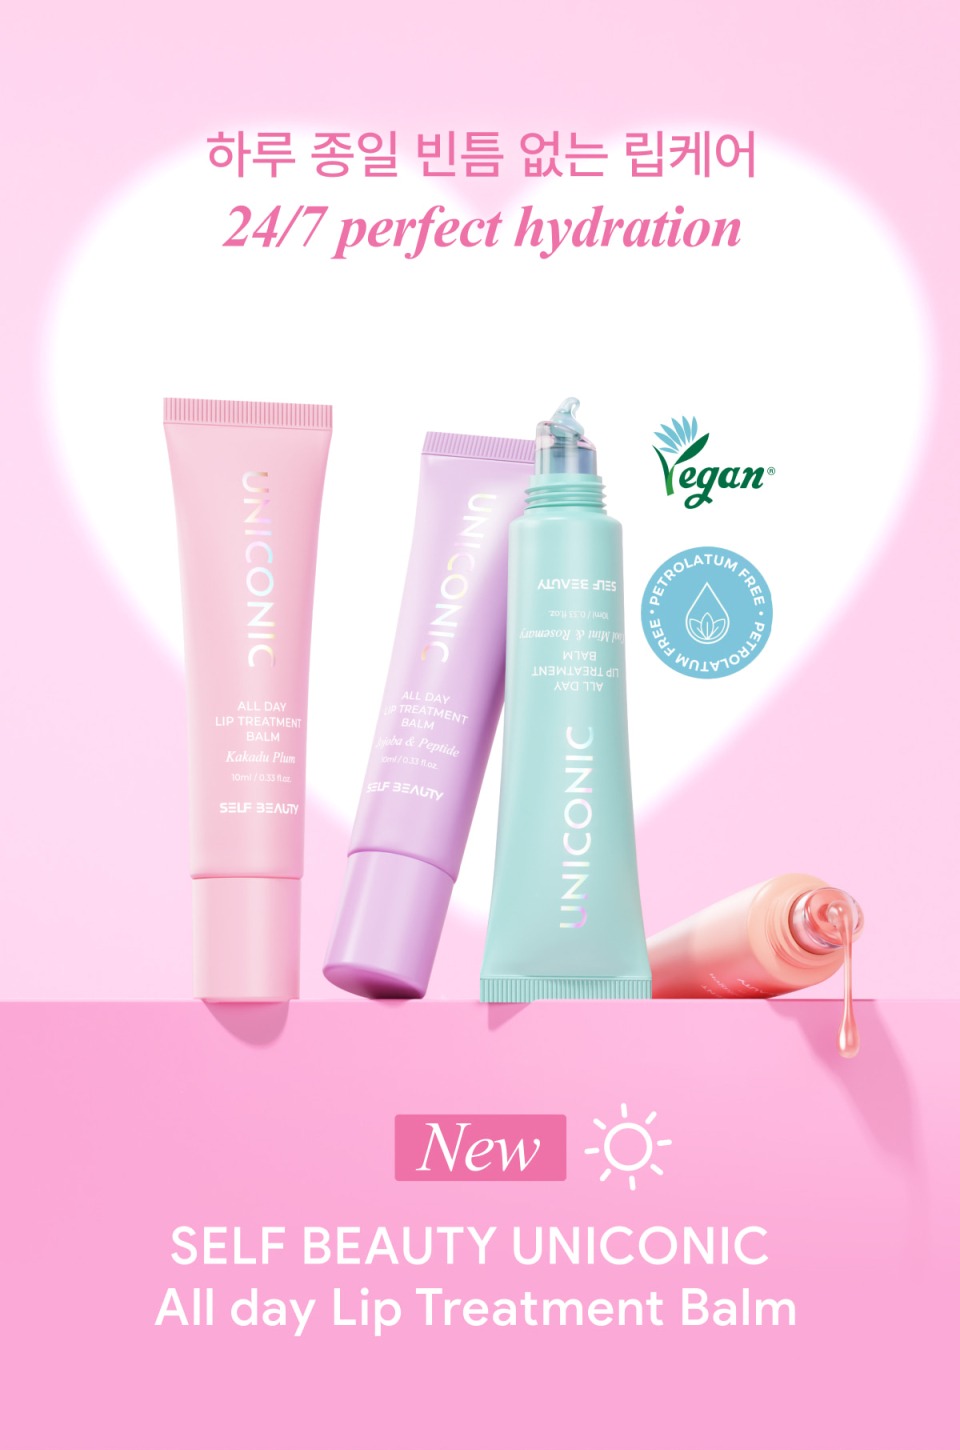 하루 종일 빈틈 없는 립케어
24/7 perfect hydration
UNICONIC
ALL DAY
LIP TREATMENT
BALM
Kakadu Plum
10ml / 0.33 fl.oz.
SELF BEAUTY
UNICONIC
ALL DAY
LIP TREATMENT
BALM
Jojoba & Peptide
10ml / 0.33 fl.oz.
SELF BEAUTY
UNICONIC
ALL DAY
LIP TREATMENT
BALM
Cool Mint & Rosemary
10ml / 0.33 fl.oz.
SELF BEAUTY
Vegan®
PETROLATUM FREE • PETROLATUM FREE •
New
SELF BEAUTY UNICONIC
All day Lip Treatment Balm